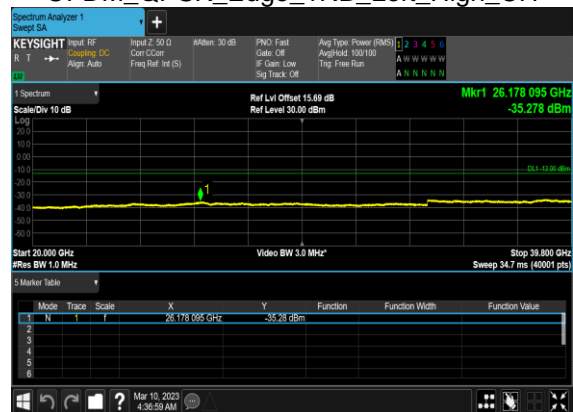 Spectrum Analyzer 1
Swept SA
+
KEYSIGHT Input: RF Input Z: 50 Ω #Atten: 30 dB PNO: Fast Avg Type: Power (RMS) 1 2 3 4 5 6
R T Coupling: DC Corr CCorr Gate: Off Avg|Hold: 100/100 A W W W W W
Align: Auto Freq Ref: Int (S) IF Gain: Low Trig: Free Run
LU Sig Track: Off A N N N N N
1 Spectrum Ref Lvl Offset 15.69 dB Mkr1 26.178 095 GHz
Scale/Div 10 dB Ref Level 30.00 dBm -35.278 dBm
Log
20.0
10.0
0.00
-10.0 DL1 -13.00 dBm
-20.0
-30.0 1
-40.0
-50.0
-60.0
Start 20.000 GHz Video BW 3.0 MHz* Stop 39.800 GHz
#Res BW 1.0 MHz Sweep 34.7 ms (40001 pts)
5 Marker Table
Mode Trace Scale X Y Function Function Width Function Value
1 N 1 f 26.178 095 GHz -35.28 dBm
2
3
4
5
6
? Mar 10, 2023
4:36:59 AM